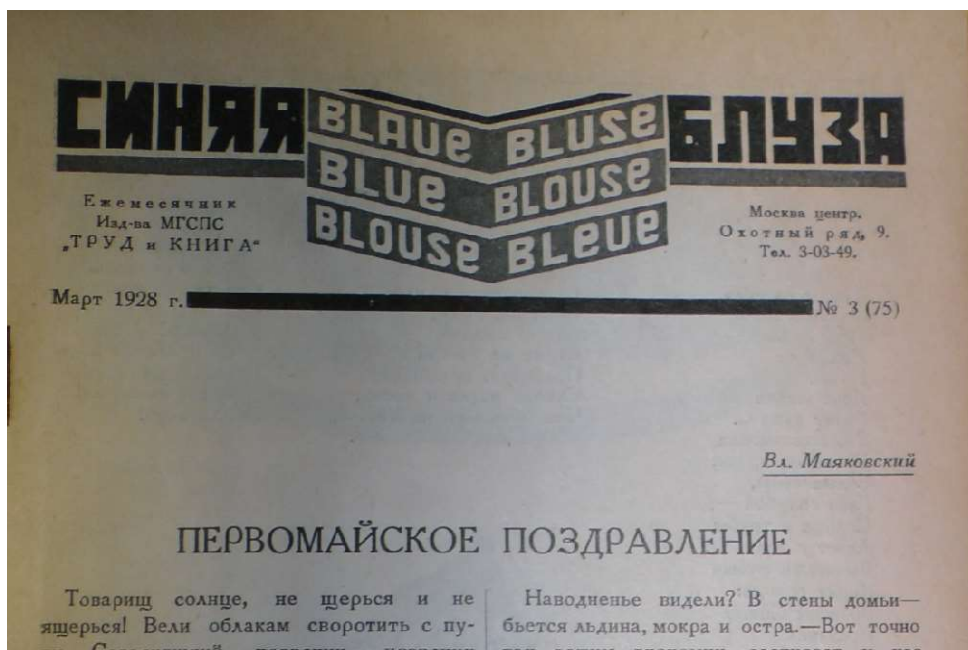 СИНЯЯ БЛУЗА
BLAUE BLUSE
BLUE BLOUSE
BLOUSE BLEUE
Ежемесячник
Изд-ва МГСПС
„ТРУД и КНИГА“
Москва центр.
Охотный ряд, 9.
Тел. 3-03-49.
Март 1928 г.
№ 3 (75)
Вл. Маяковский
ПЕРВОМАЙСКОЕ ПОЗДРАВЛЕНИЕ
Товарищ солнце, не щерься и не
ящерься! Вели облакам своротить с пу-
Наводненье видели? В стены домьи—
бьется льдина, мокра и остра.—Вот точно